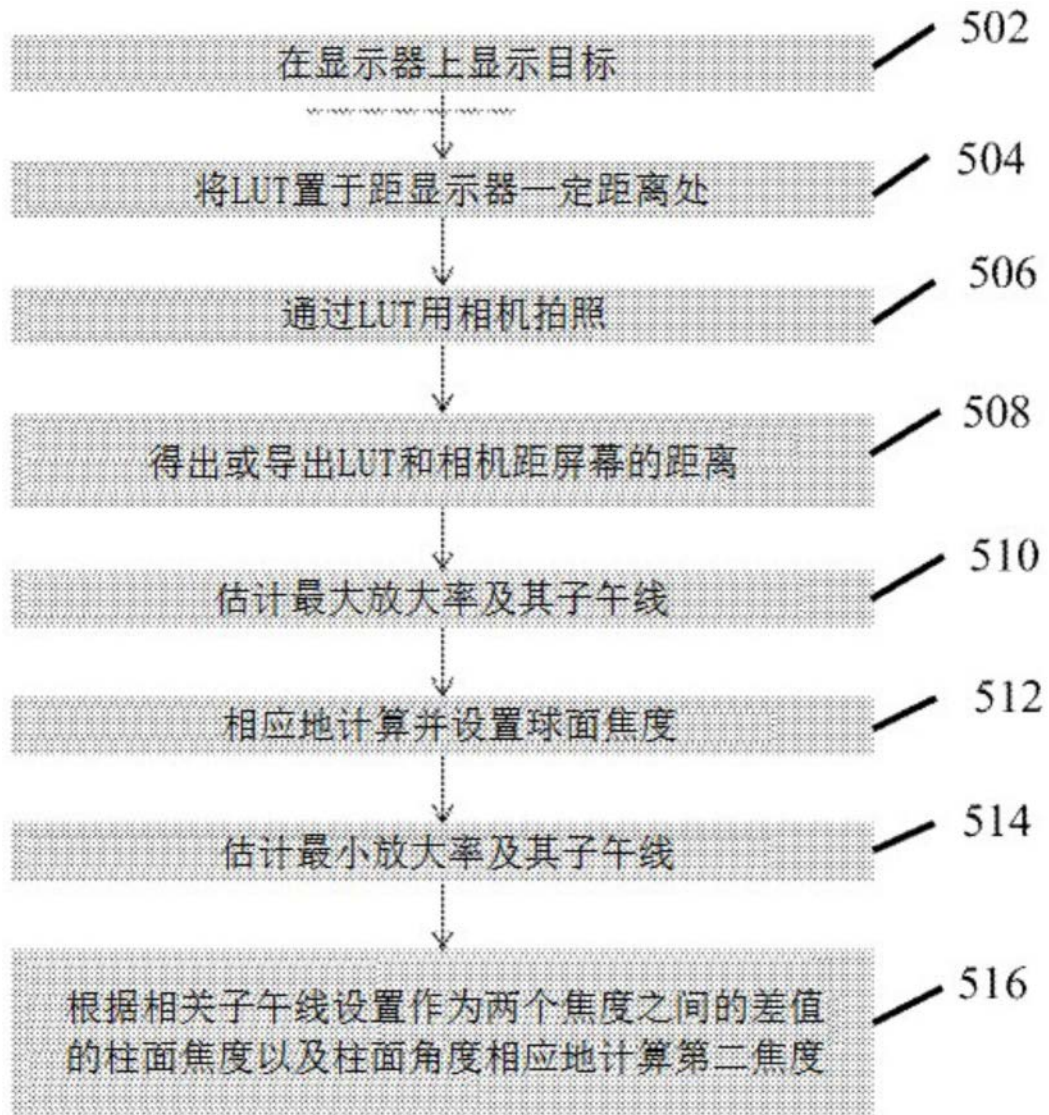 502
在显示器上显示目标
504
将LUT置于距显示器一定距离处
506
通过LUT用相机拍照
508
得出或导出LUT和相机距屏幕的距离
510
估计最大放大率及其子午线
512
相应地计算并设置球面焦度
514
估计最小放大率及其子午线
516
根据相关子午线设置作为两个焦度之间的差值
的柱面焦度以及柱面角度相应地计算第二焦度